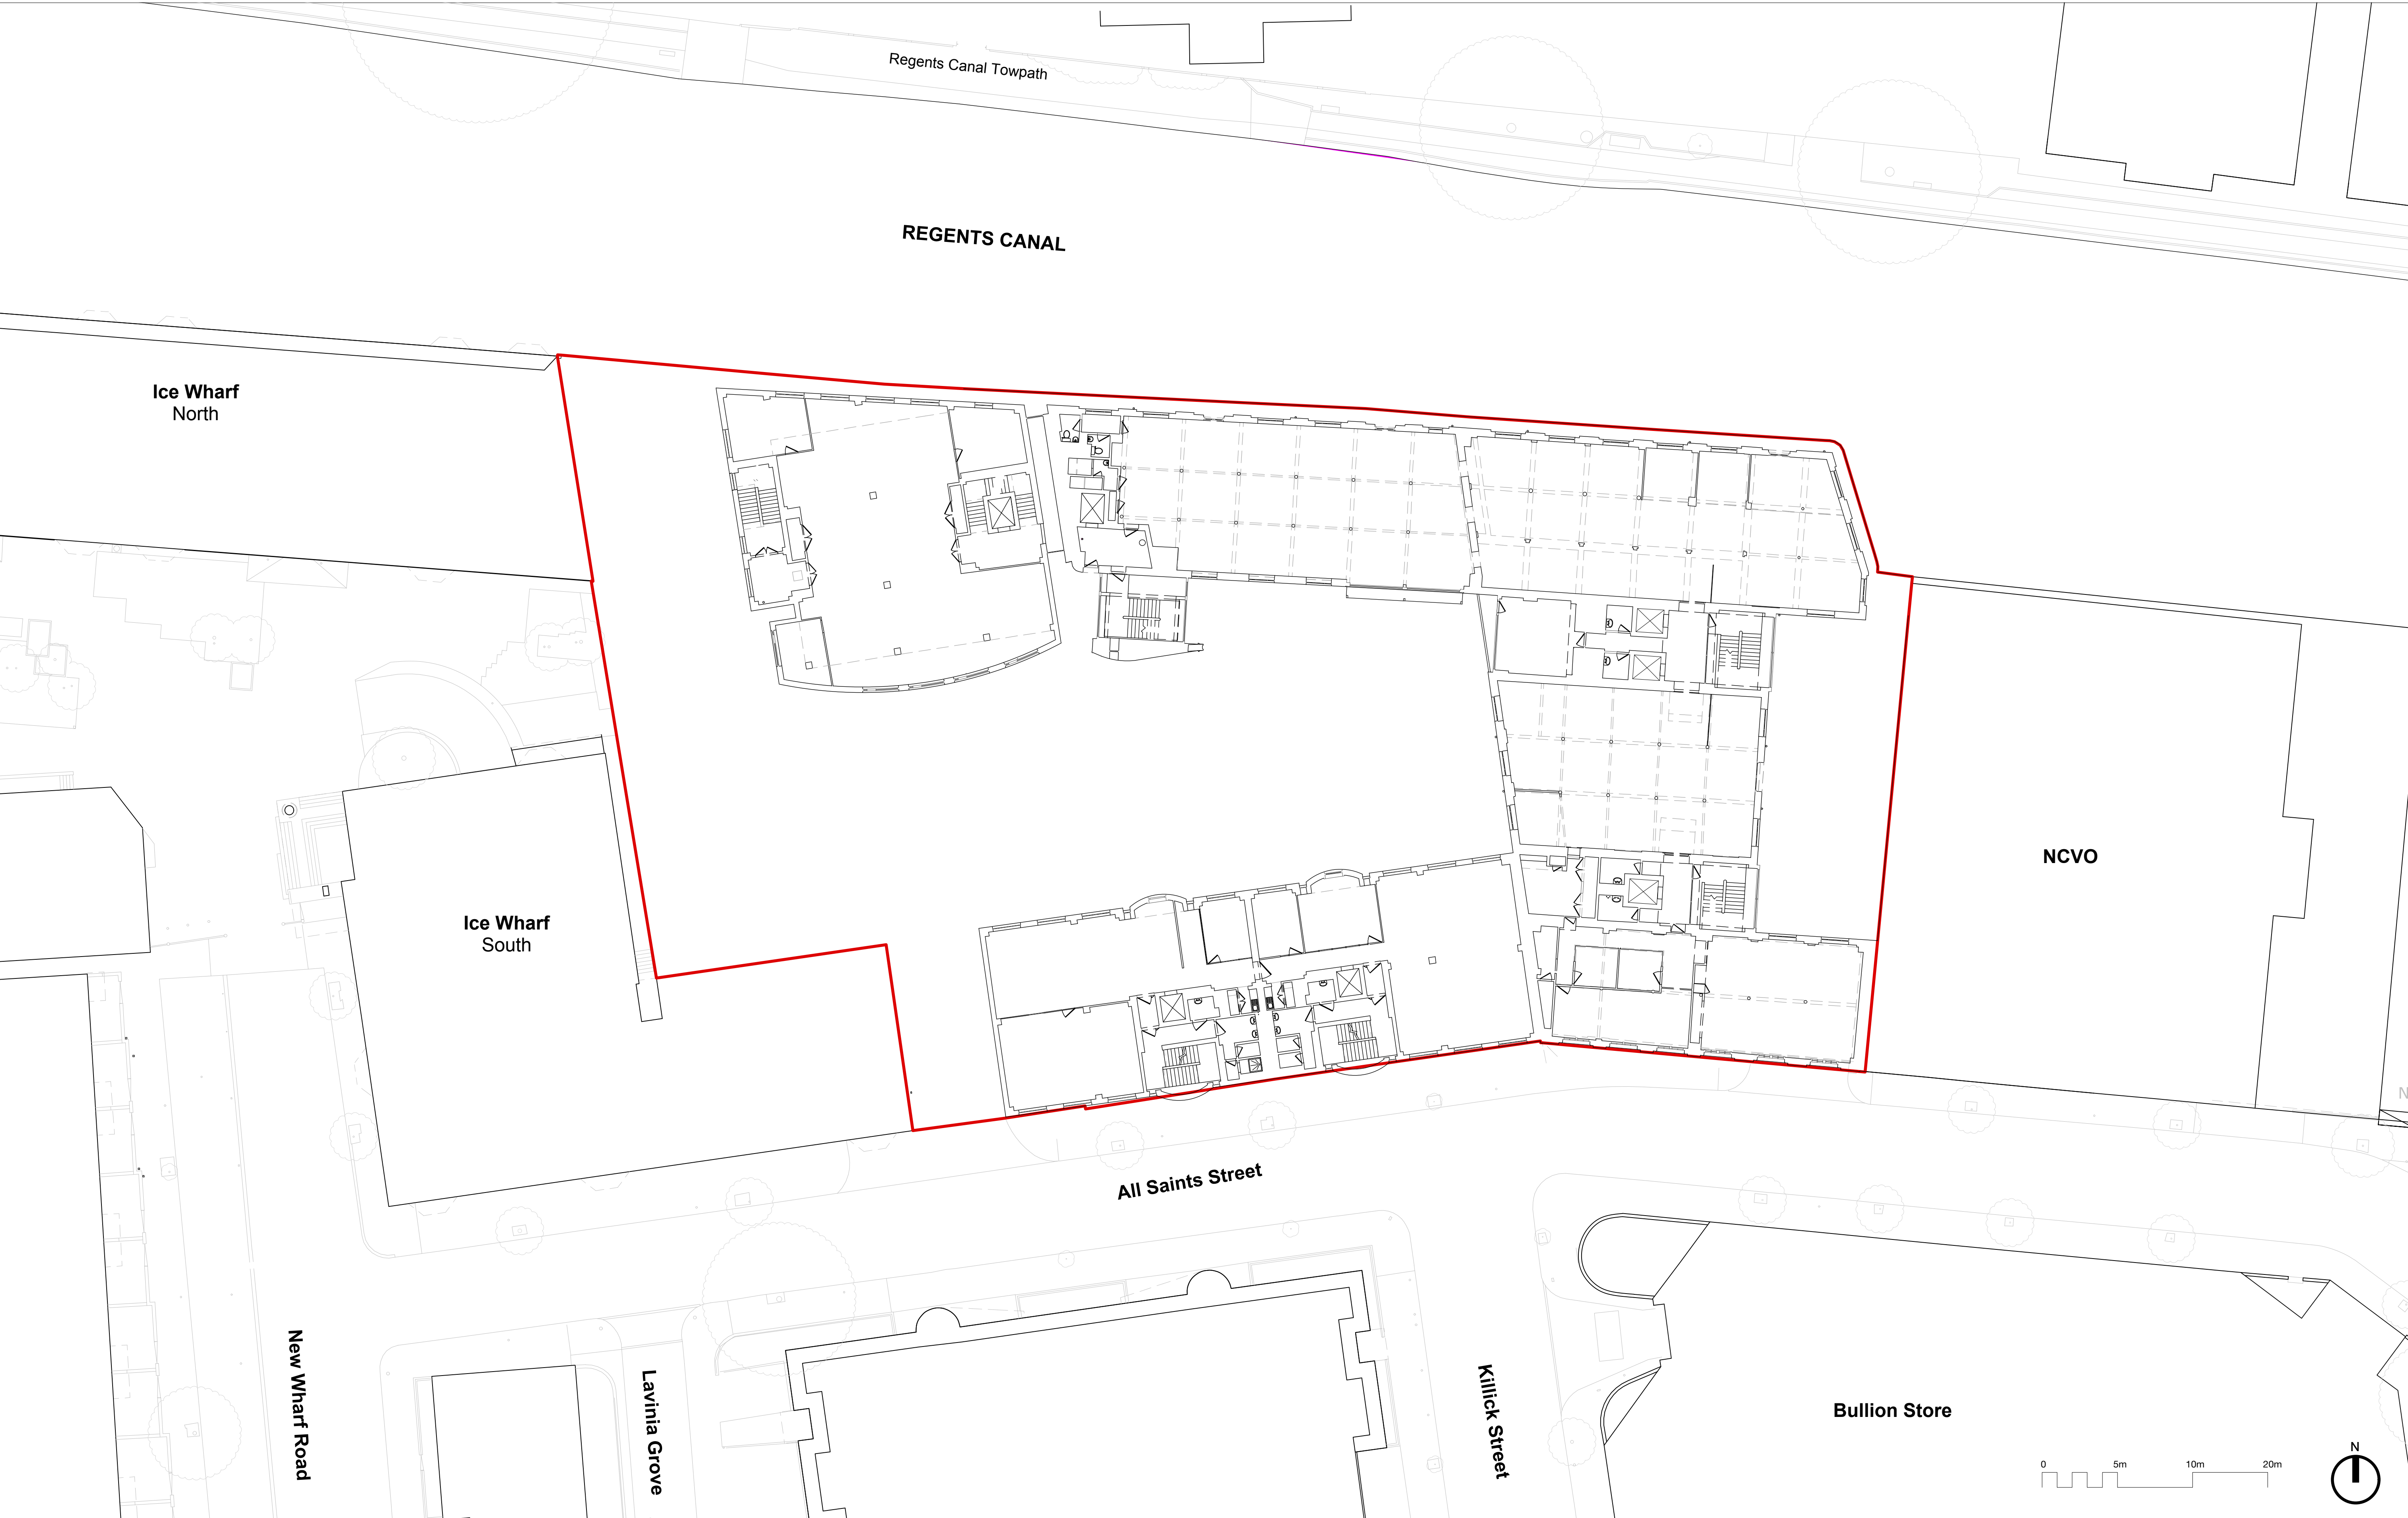 Regents Canal Towpath
REGENTS CANAL
Ice Wharf
North
Ice Wharf
South
NCVO
N
All Saints Street
New Wharf Road
Lavinia Grove
Killick Street
Bullion Store
0 5m 10m 20m
N